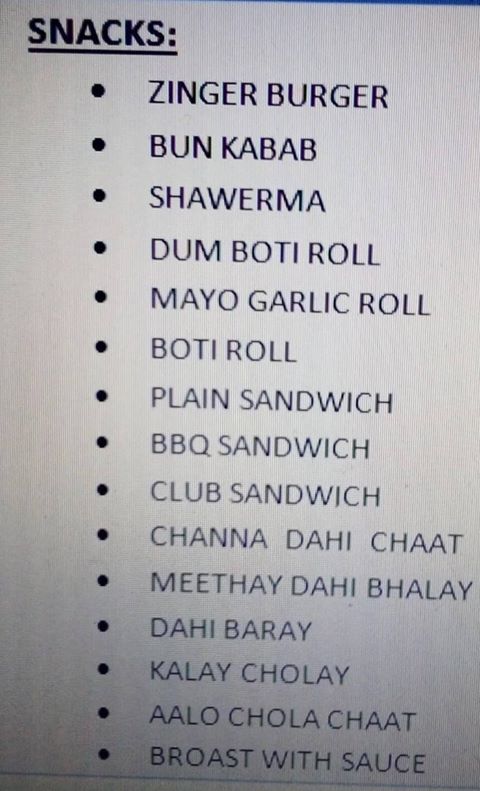 SNACKS:
• ZINGER BURGER
• BUN KABAB
• SHAWERMA
• DUM BOTI ROLL
• MAYO GARLIC ROLL
• BOTI ROLL
• PLAIN SANDWICH
• BBQ SANDWICH
• CLUB SANDWICH
• CHANNA DAHI CHAAT
• MEETHAY DAHI BHALAY
• DAHI BARAY
• KALAY CHOLAY
• AALO CHOLA CHAAT
• BROAST WITH SAUCE